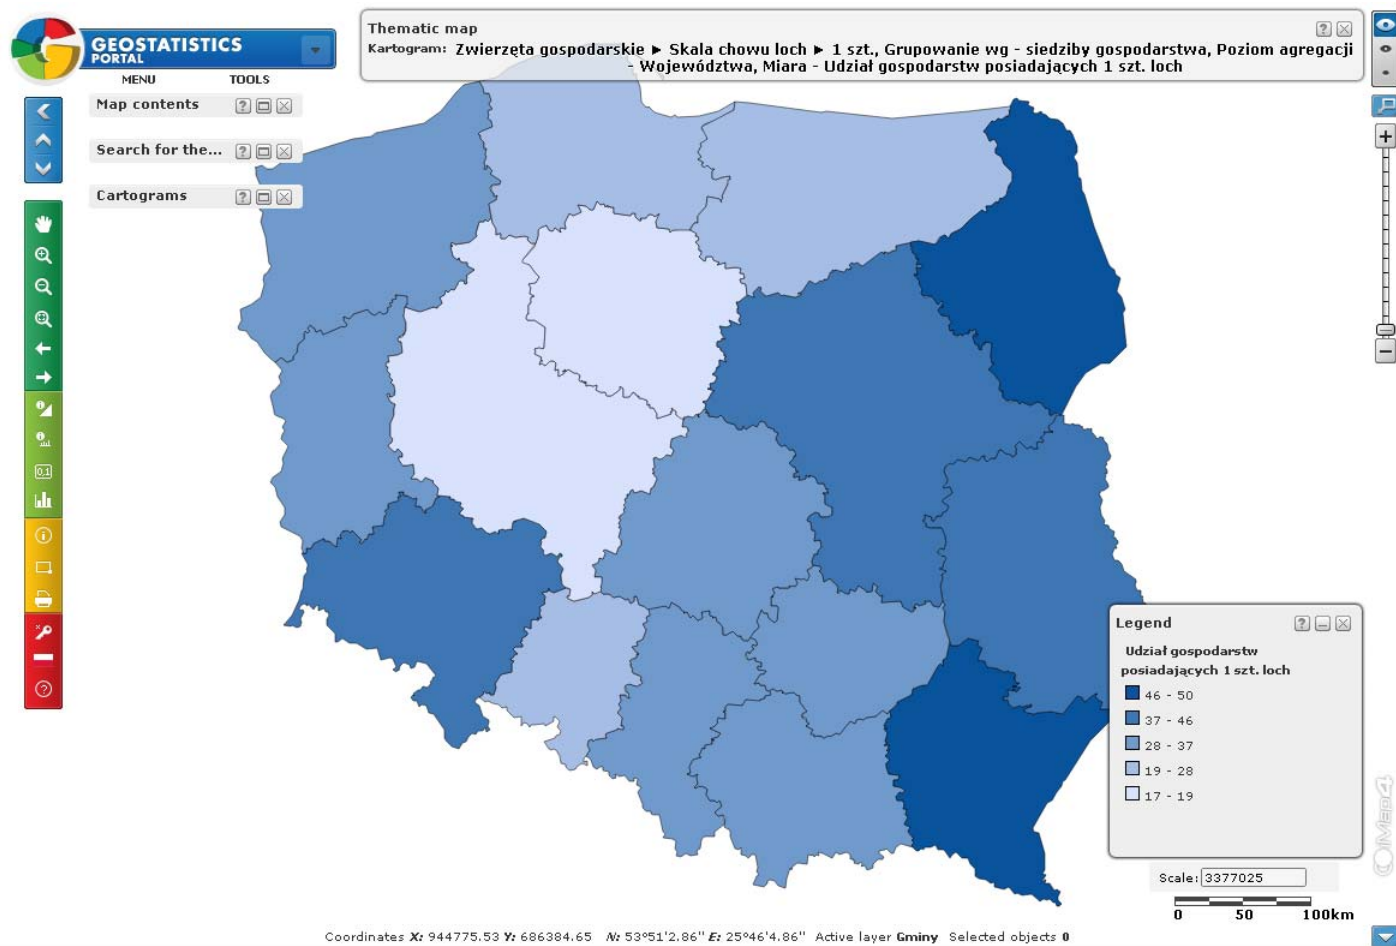 GEOSTATISTICS
PORTAL
MENU TOOLS
Thematic map
Kartogram: Zwierzęta gospodarskie ► Skala chowu loch ► 1 szt., Grupowanie wg - siedziby gospodarstwa, Poziom agregacji
- Województwa, Miara - Udział gospodarstw posiadających 1 szt. loch
Map contents
Search for the...
Cartograms
0,1
Legend
Udział gospodarstw
posiadających 1 szt. loch
46 - 50
37 - 46
28 - 37
19 - 28
17 - 19
iMap4
Scale: 3377025
0 50 100km
Coordinates X: 944775.53 Y: 686384.65 N: 53°51'2.86" E: 25°46'4.86" Active layer Gminy Selected objects 0